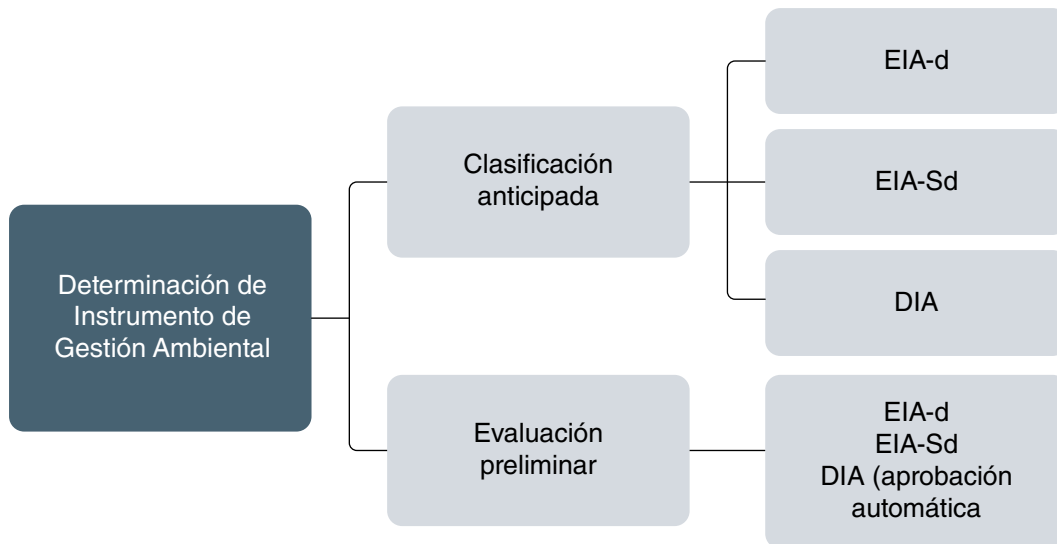 Determinación de
Instrumento de
Gestión Ambiental
Clasificación
anticipada
EIA-d
EIA-Sd
DIA
Evaluación
preliminar
EIA-d
EIA-Sd
DIA (aprobación
automática